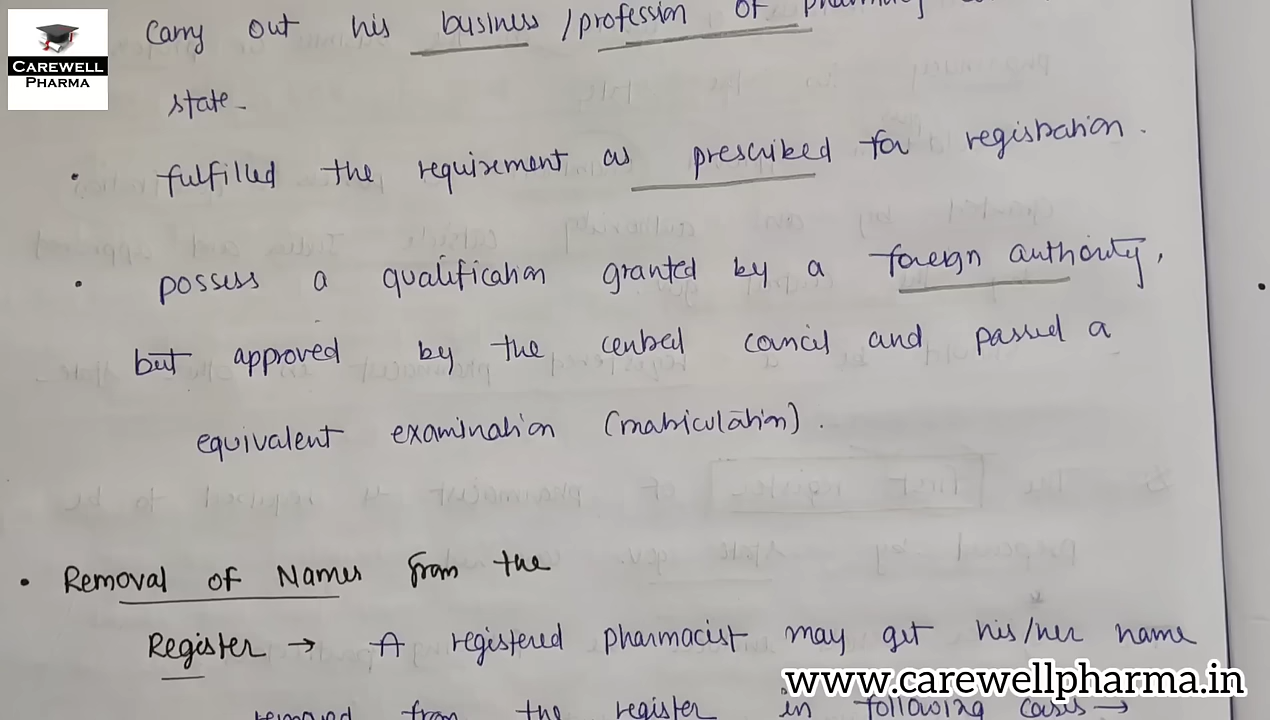 CAREWELL
PHARMA
carry out his business / profession of pharmacy
state-
• fulfilled the requirement as prescribed for registration.
• possess a qualification granted by a foreign authority,
but approved by the central council and passed a
equivalent examination (matriculation).
• Removal of Names from the
Register → A registered pharmacist may get his/her name
removed from the register in following cases →
www.carewellpharma.in